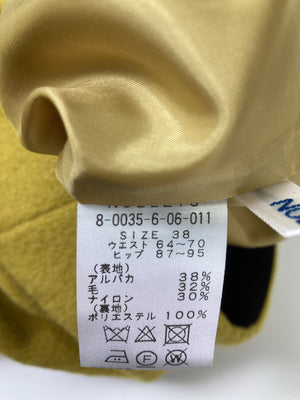 8-0035-6-06-011
SIZE 38
ウエスト 64~70
ヒップ 87~95
(表地)
アルパカ 38%
毛 32%
ナイロン 30%
(裏地)
ポリエステル 100%